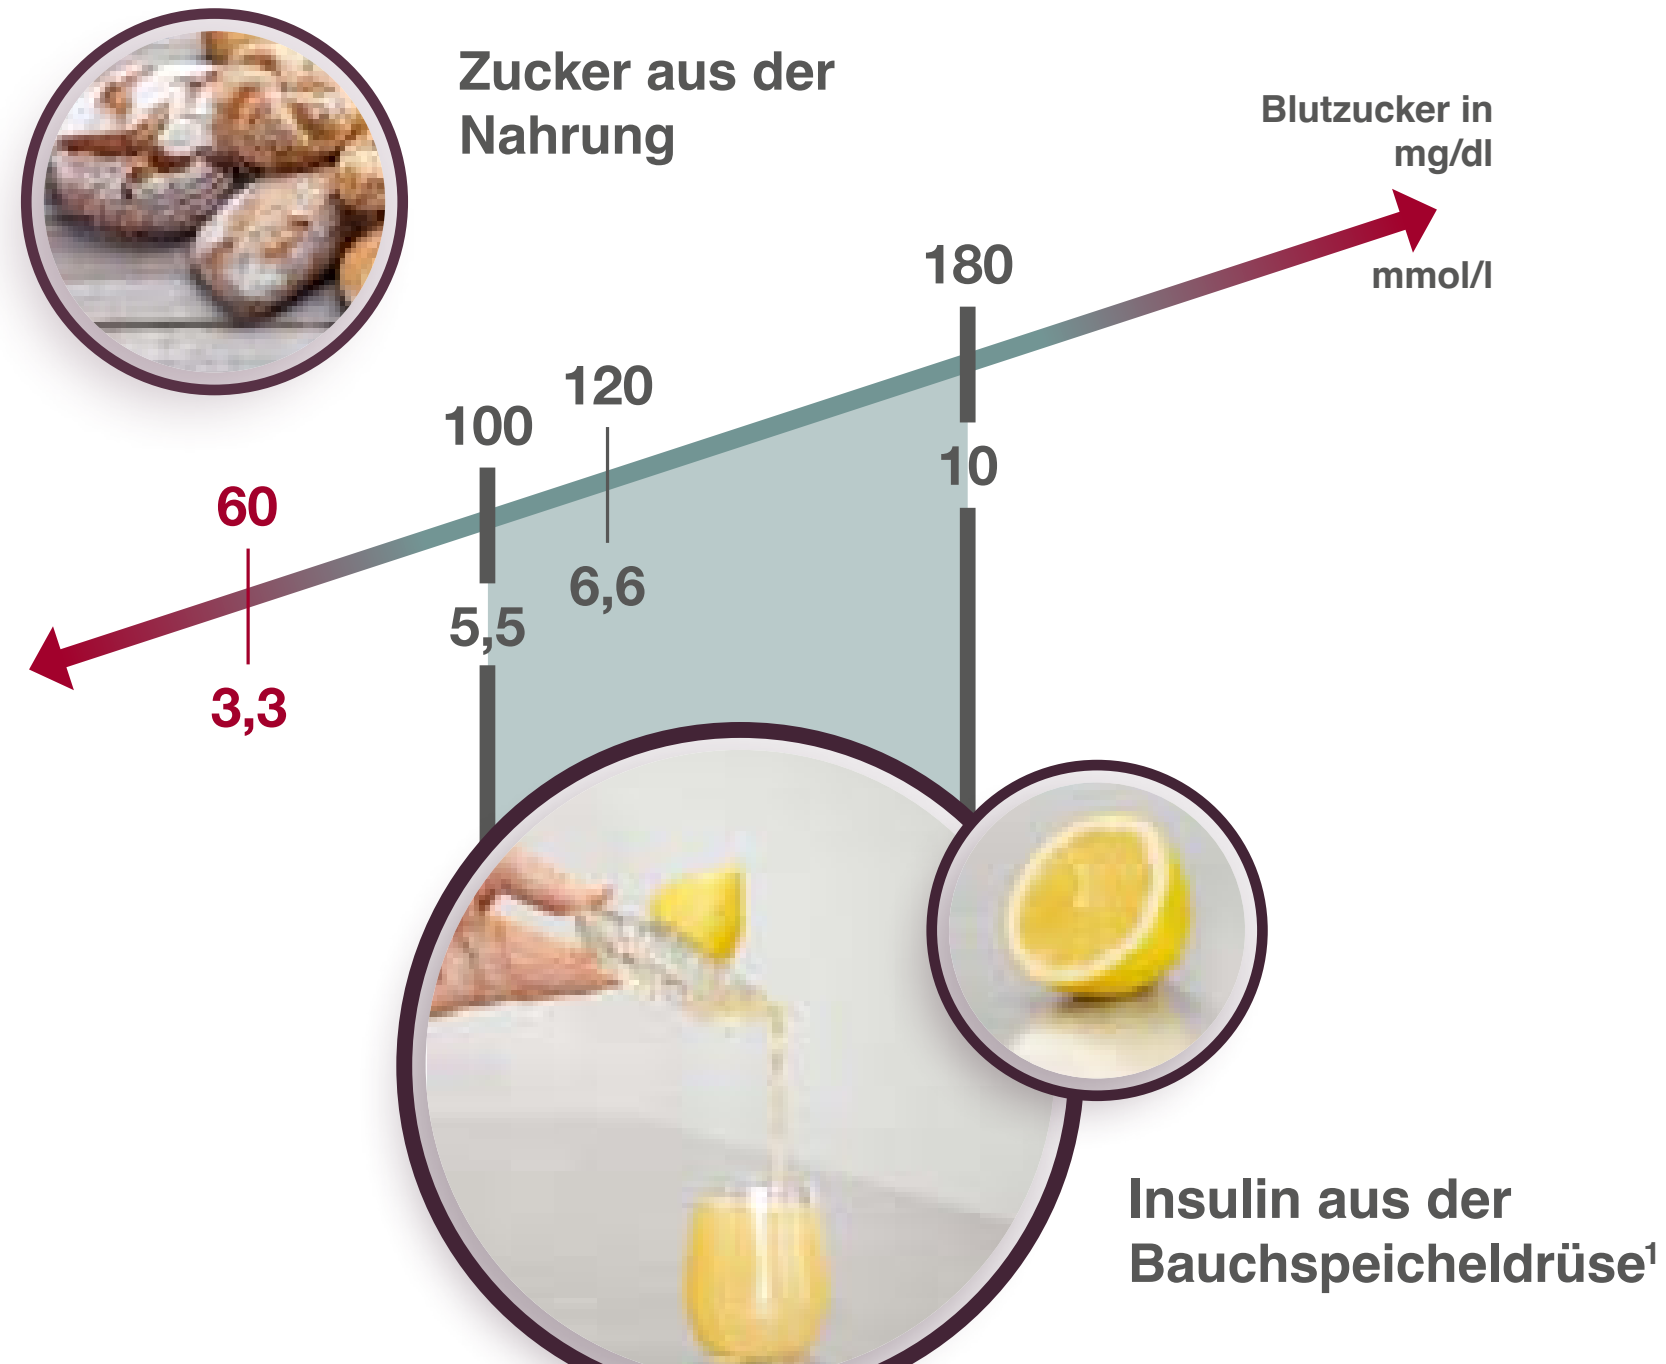 Zucker aus der
Nahrung
Blutzucker in
mg/dl
mmol/l
180
10
120
6,6
100
5,5
60
3,3
Insulin aus der
Bauchspeicheldrüse¹